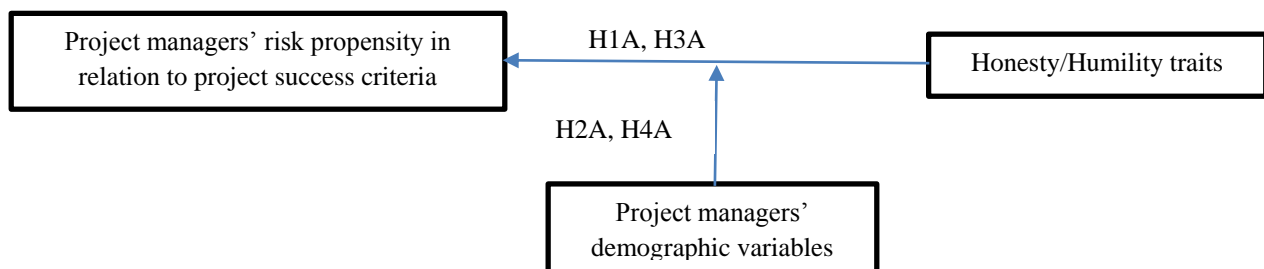 Project managers’ risk propensity in
relation to project success criteria
H1A, H3A
Honesty/Humility traits
H2A, H4A
Project managers’
demographic variables